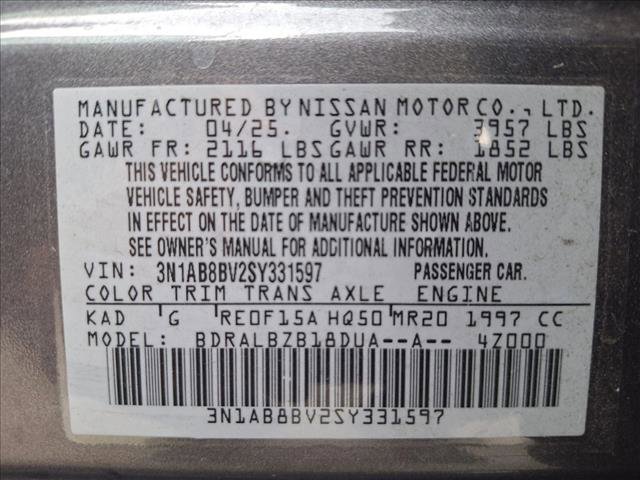 MANUFACTURED BY NISSAN MOTOR CO., LTD.
DATE: 04/25. GVWR: 3957 LBS
GAWR FR: 2116 LBS GAWR RR: 1852 LBS
THIS VEHICLE CONFORMS TO ALL APPLICABLE FEDERAL MOTOR
VEHICLE SAFETY, BUMPER AND THEFT PREVENTION STANDARDS
IN EFFECT ON THE DATE OF MANUFACTURE SHOWN ABOVE.
SEE OWNER'S MANUAL FOR ADDITIONAL INFORMATION.
VIN: 3N1AB8BV2SY331597 PASSENGER CAR.
COLOR TRIM TRANS AXLE ENGINE
KAD G RE0F15A HQ50 MR20 1997 CC
MODEL: BDRALBZB18DUA--A-- 4Z000
3N1AB8BV2SY331597